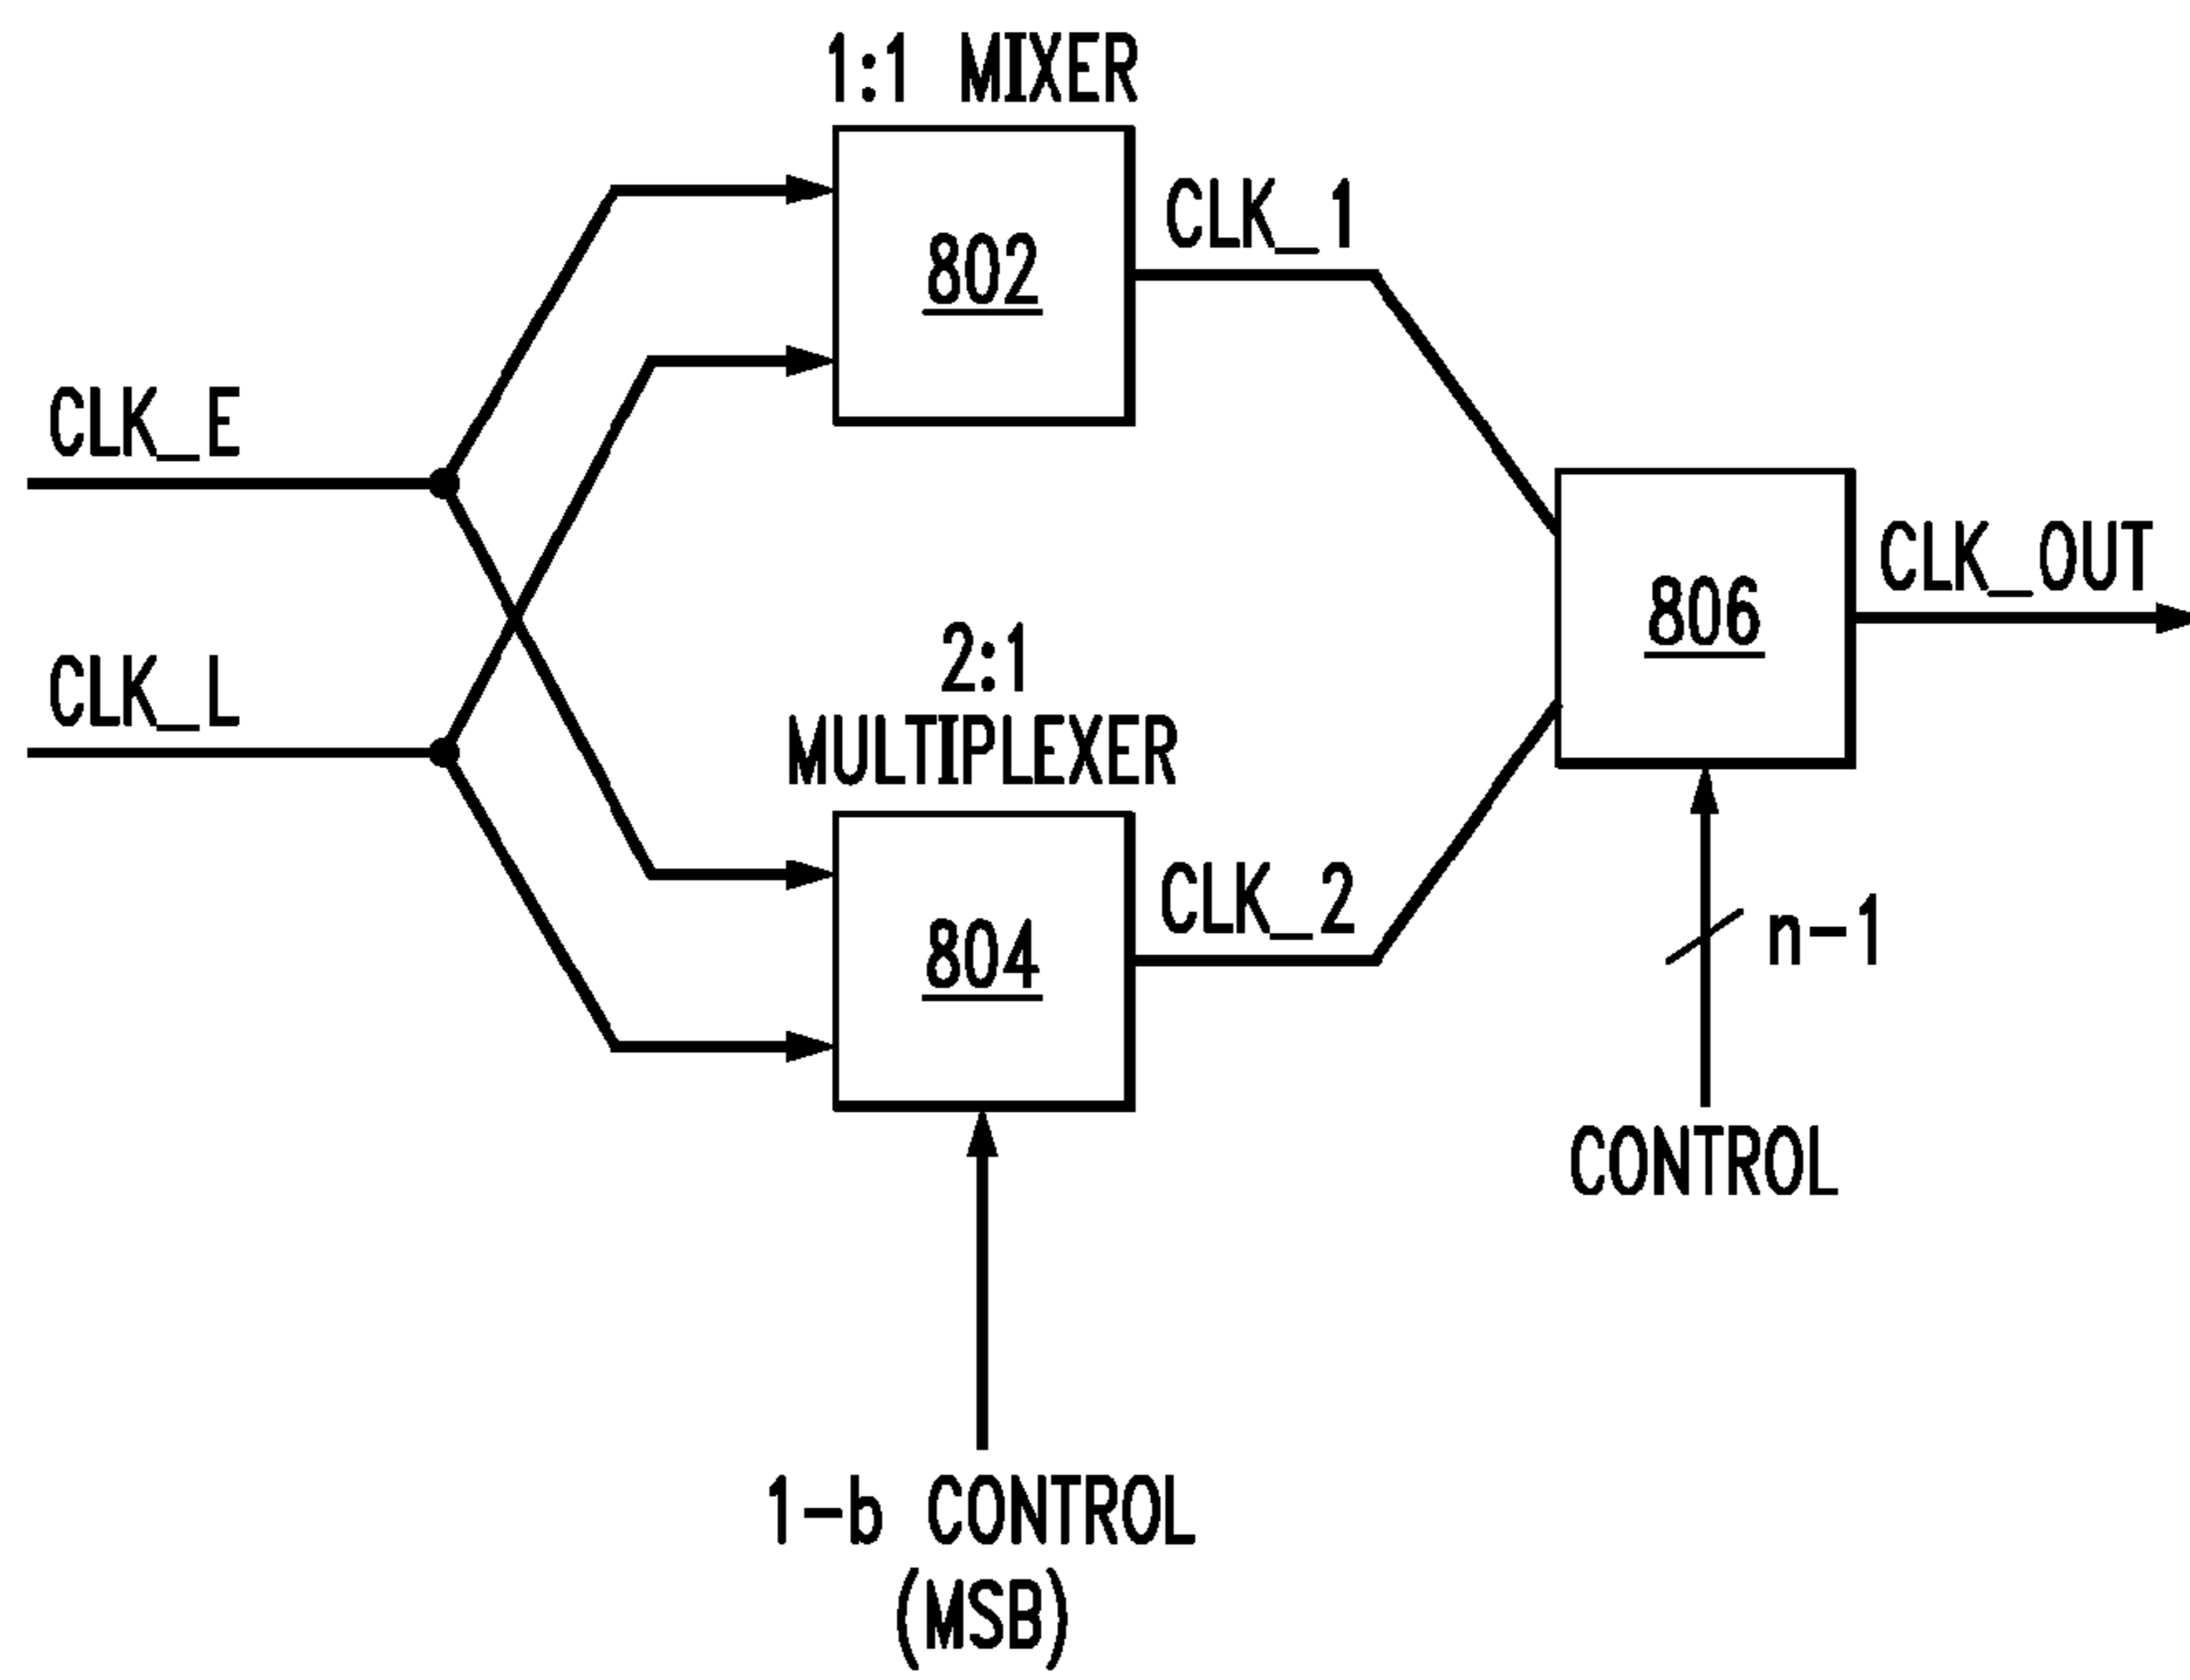 1:1 MIXER
802
CLK_1
CLK_E
CLK_L
2:1
MULTIPLEXER
804
CLK_2
806
CLK_OUT
n-1
CONTROL
1-b CONTROL
(MSB)